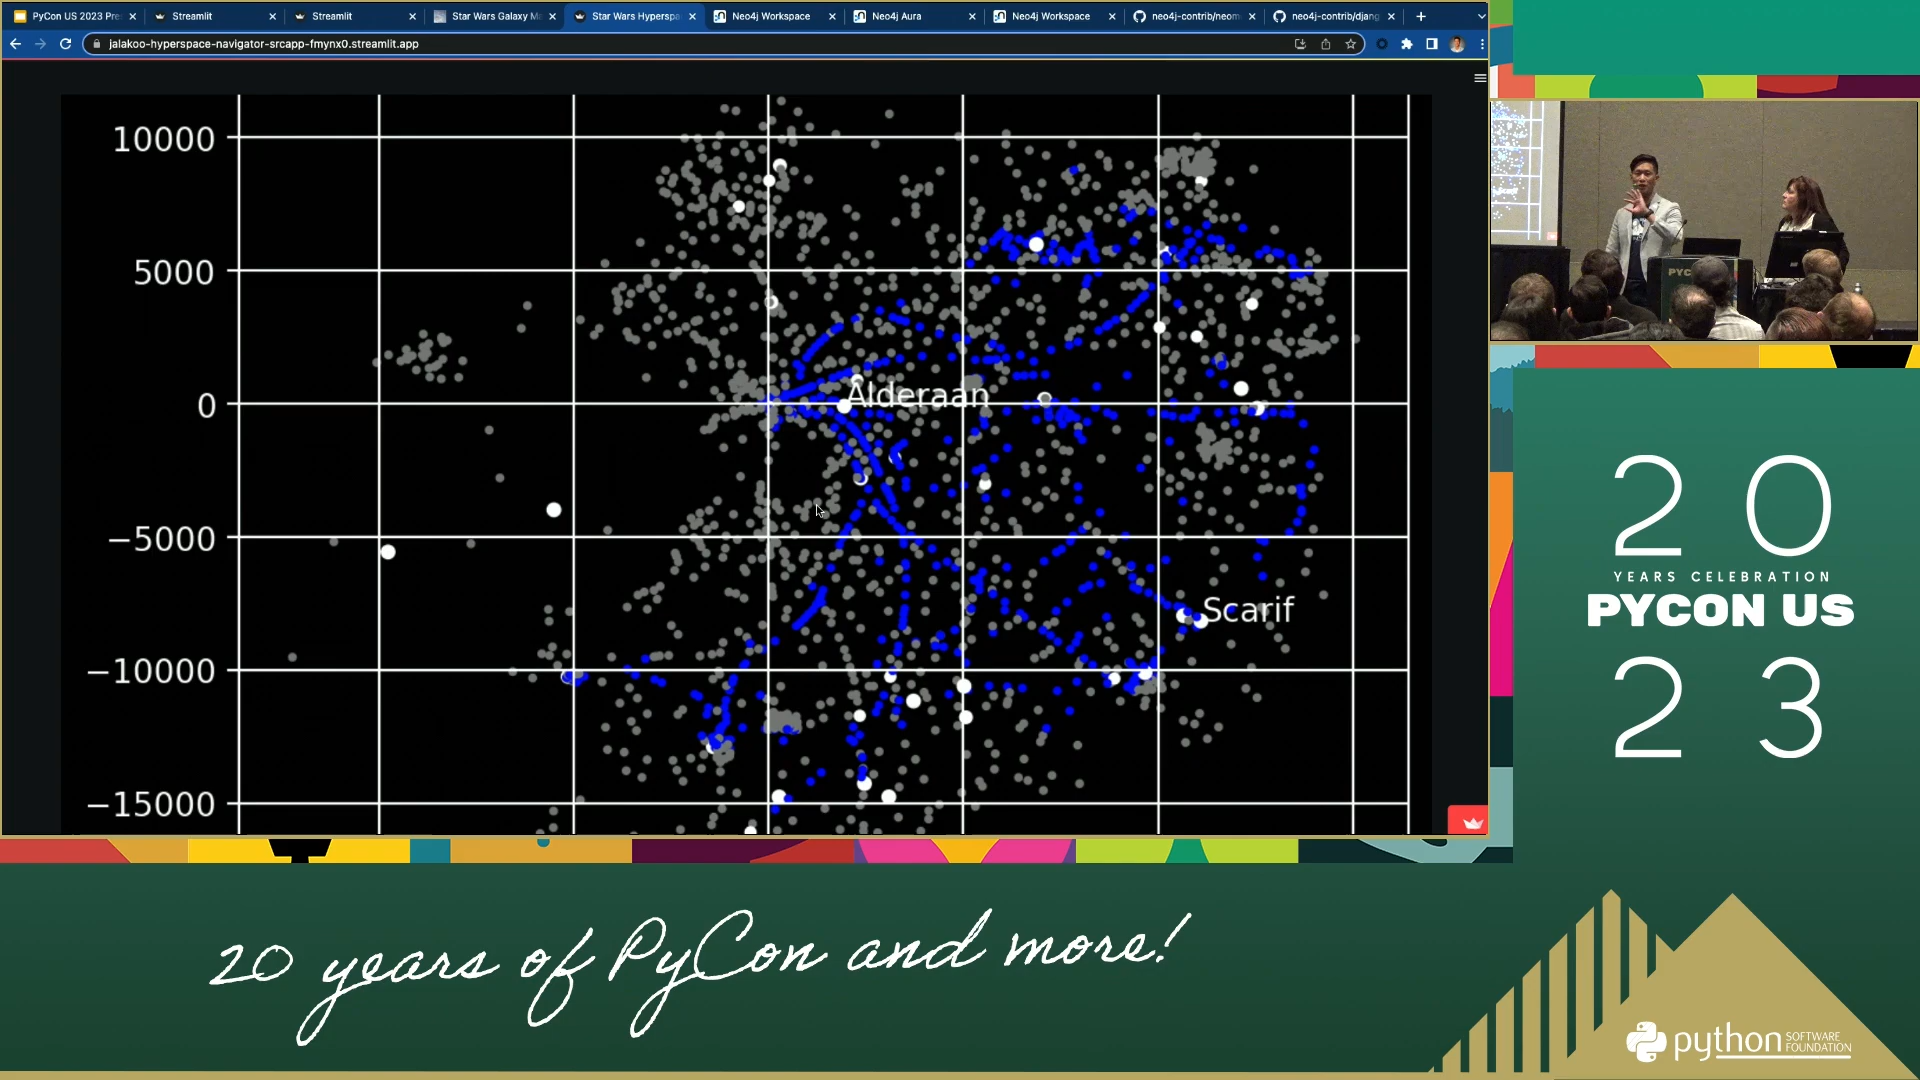 PyCon US 2023 Pre
Streamlit
Streamlit
Star Wars Galaxy M
Star Wars Hyperspa
Neo4j Workspace
Neo4j Aura
Neo4j Workspace
neo4j-contrib/neom
neo4j-contrib/djang
jalakoo-hyperspace-navigator-srcapp-fmynx0.streamlit.app
10000
5000
0
−5000
−10000
−15000
Alderaan
Scarif
PYC
20
YEARS CELEBRATION
PYCON US
23
20 years of PyCon and more!
python
SOFTWARE
FOUNDATION